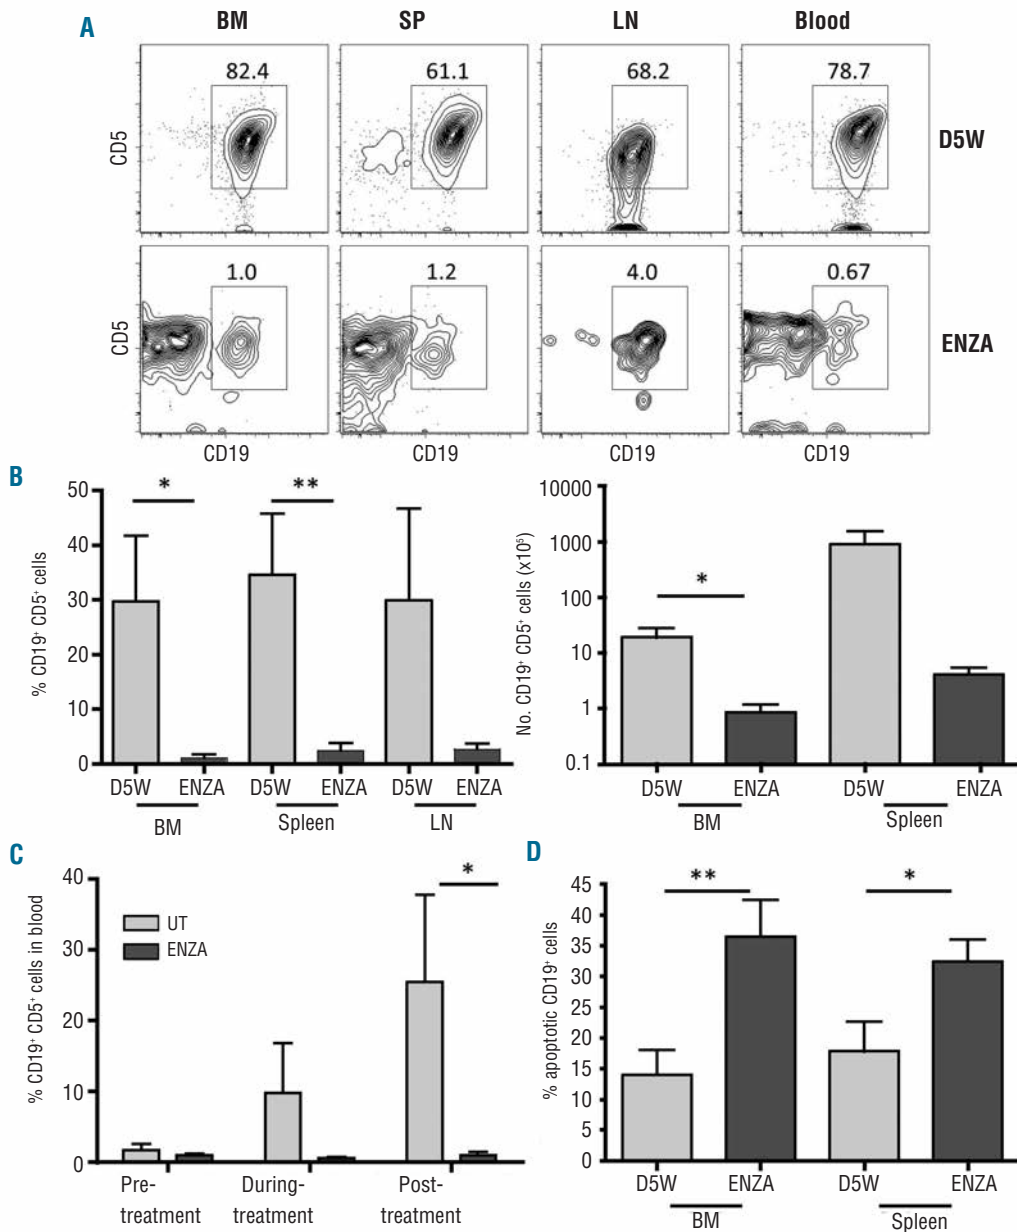 A
BM SP LN Blood
82.4 61.1 68.2 78.7
CD5
D5W
1.0 1.2 4.0 0.67
CD5
ENZA
CD19 CD19 LN CD19 CD19
B
% CD19+ CD5+ cells
50
40
30
20
10
0
* **
D5W ENZA D5W ENZA D5W ENZA
BM Spleen LN
No. CD19+ CD5+ cells (x10⁵)
10000
1000
100
10
1
0.1
*
D5W ENZA D5W ENZA
BM Spleen
C
% CD19+ CD5+ cells in blood
40
30
20
10
0
UT
ENZA
*
Pre- During- Post-
treatment treatment treatment
D
% apoptotic CD19+ cells
45
40
35
30
25
20
15
10
5
0
** *
D5W ENZA D5W ENZA
BM Spleen